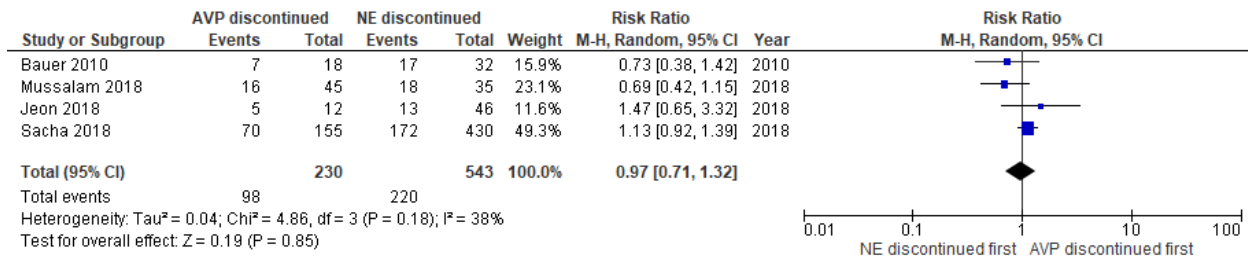 AVP discontinued NE discontinued Risk Ratio Risk Ratio
Study or Subgroup Events Total Events Total Weight M-H, Random, 95% CI Year M-H, Random, 95% CI
Bauer 2010 7 18 17 32 15.9% 0.73 [0.38, 1.42] 2010
Mussalam 2018 16 45 18 35 23.1% 0.69 [0.42, 1.15] 2018
Jeon 2018 5 12 13 46 11.6% 1.47 [0.65, 3.32] 2018
Sacha 2018 70 155 172 430 49.3% 1.13 [0.92, 1.39] 2018
Total (95% CI) 230 543 100.0% 0.97 [0.71, 1.32]
Total events 98 220
Heterogeneity: Tau² = 0.04; Chi² = 4.86, df = 3 (P = 0.18); I² = 38%
Test for overall effect: Z = 0.19 (P = 0.85)
0.01 0.1 1 10 100
NE discontinued first AVP discontinued first